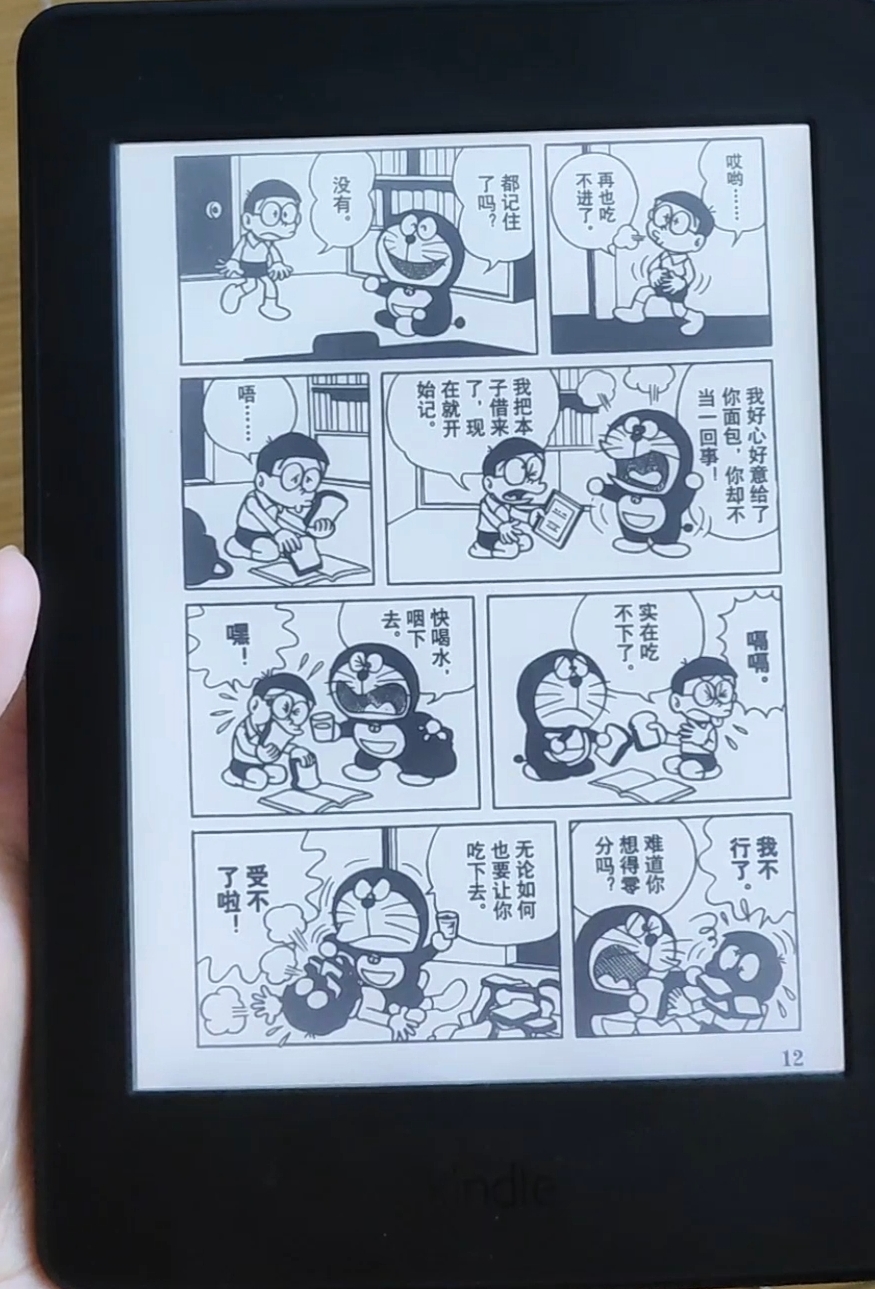 哎哟……
再也吃
不进了。
都记住
了吗？
没有。
我好心好意给了
你面包，你却不
当一回事！
我把本
子借来
了，现
在就开
始记。
唔……
嗝嗝。
实在吃
不下了。
快喝水，
咽下
去。
嘿！
我不
行了。
难道你
想得零
分吗？
无论如何
也要让你
吃下去。
受不
了啦！
12
kindle